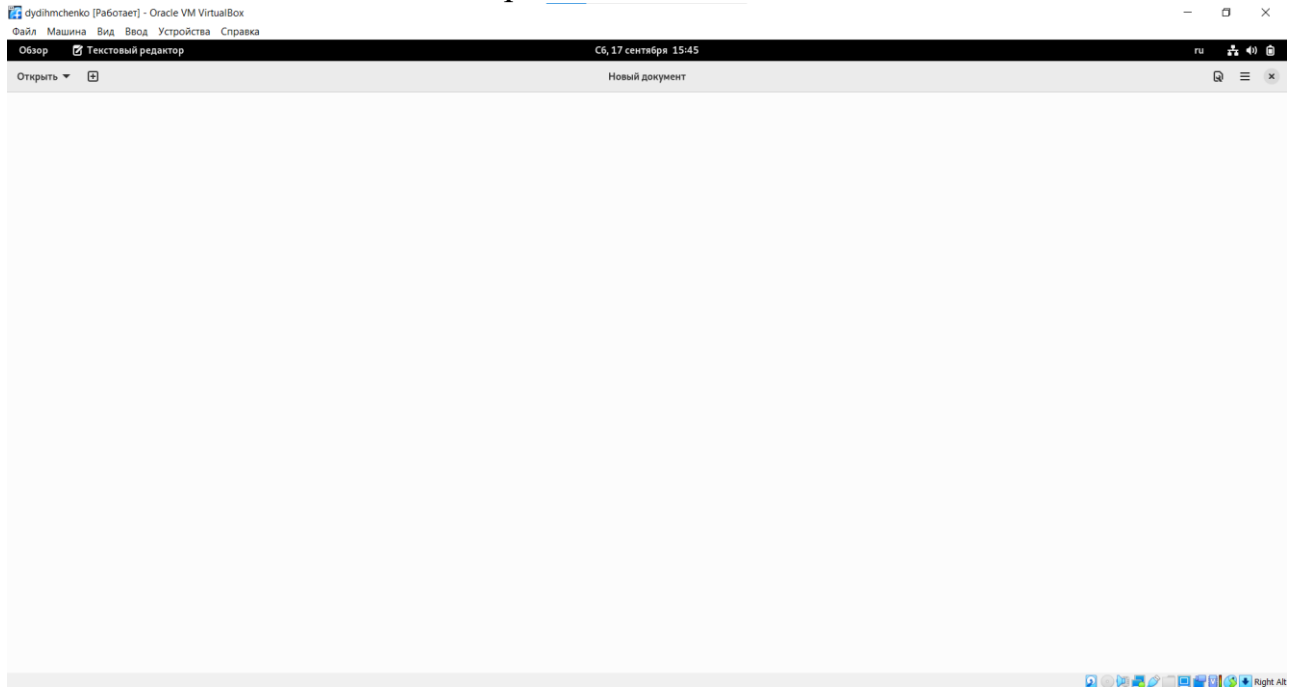 dydihmchenko [Работает] - Oracle VM VirtualBox
Файл Машина Вид Ввод Устройства Справка
Обзор Текстовый редактор Сб, 17 сентября 15:45 ru
Открыть Новый документ
Right Alt